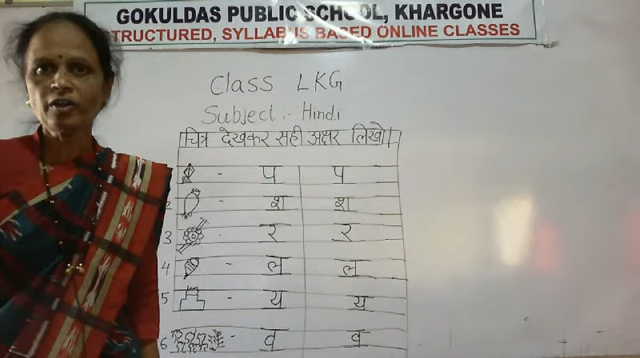 GOKULDAS PUBLIC SCHOOL, KHARGONE
STRUCTURED, SYLLABUS BASED ONLINE CLASSES
Class LKG
Subject :- Hindi
चित्र देखकर सही अक्षर लिखो।
- प प
2 - श श
3 - र र
4 - ल ल
5 - य य
6 - व व